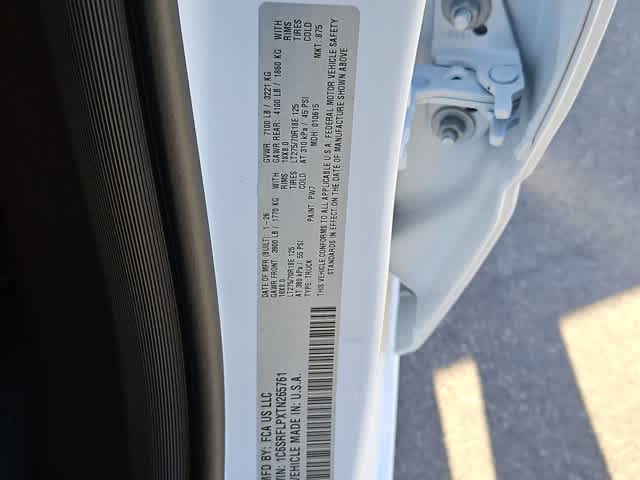 MFD BY: FCA US LLC
VIN: 1C6SRFLPXTN265761
VEHICLE MADE IN: U.S.A.
DATE OF MFR (BUILT): 1-26
GAWR FRONT: 3900 LB / 1770 KG WITH
18X8.0 RIMS
LT275/70R18E 125 TIRES
AT 380 kPa / 55 PSI COLD
TYPE: TRUCK PAINT: PW7
GVWR: 7100 LB / 3221 KG
GAWR REAR: 4100 LB / 1860 KG WITH
18X8.0 RIMS
LT275/70R18E 125 TIRES
AT 310 kPa / 45 PSI COLD
MDH: 010615 MKT: 875
THIS VEHICLE CONFORMS TO ALL APPLICABLE U.S.A. FEDERAL MOTOR VEHICLE SAFETY
STANDARDS IN EFFECT ON THE DATE OF MANUFACTURE SHOWN ABOVE